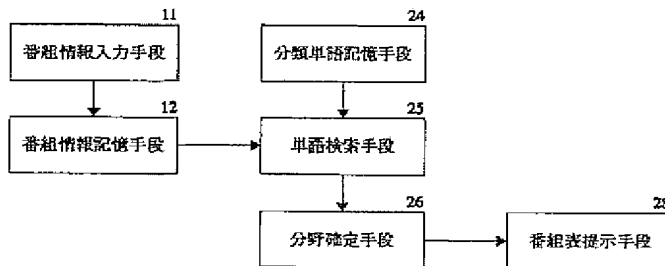 11
番組情報入力手段
24
分類単語記憶手段
12
番組情報記憶手段
25
単語検索手段
26
分野確定手段
28
番組表提示手段